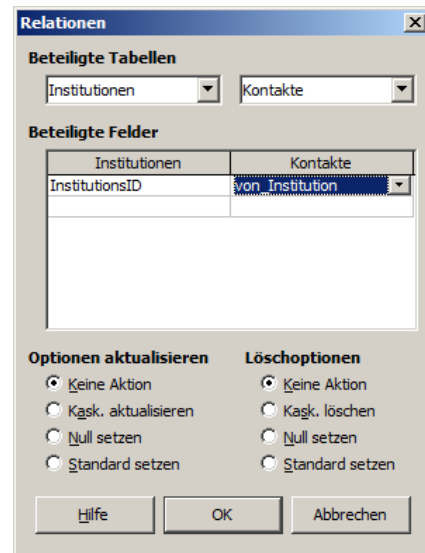 Relationen
Beteiligte Tabellen
Institutionen Kontakte
Beteiligte Felder
Institutionen Kontakte
InstitutionsID von_Institution
Optionen aktualisieren Löschoptionen
Keine Aktion Keine Aktion
Kask. aktualisieren Kask. löschen
Null setzen Null setzen
Standard setzen Standard setzen
Hilfe OK Abbrechen